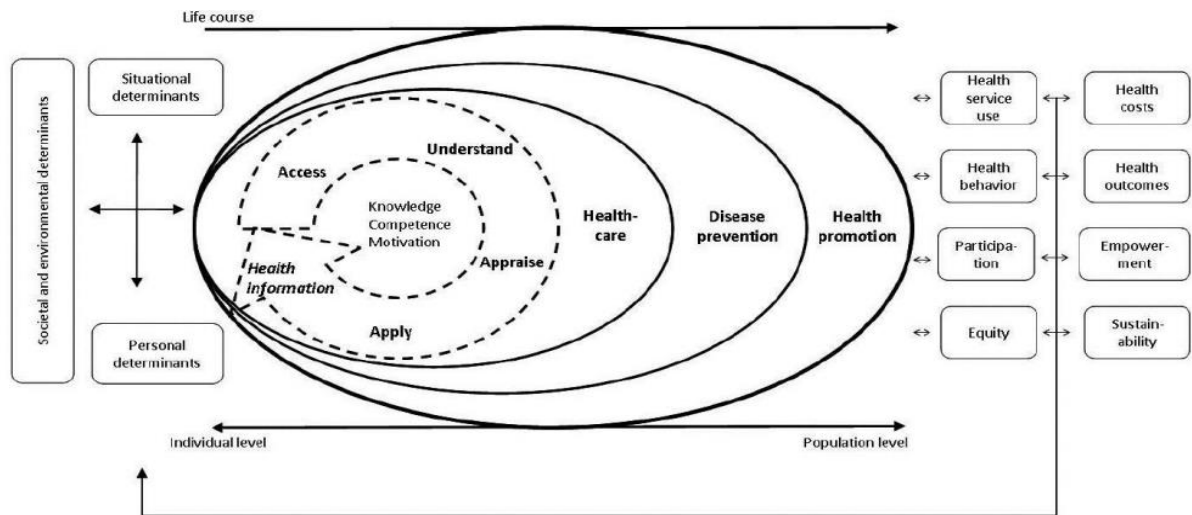 Life course
Societal and environmental determinants
Situational
determinants
Personal
determinants
Access
Understand
Knowledge
Competence
Motivation
Health
information
Appraise
Apply
Health-
care
Disease
prevention
Health
promotion
Health
service
use
Health
costs
Health
behavior
Health
outcomes
Participa-
tion
Empower-
ment
Equity
Sustain-
ability
Individual level
Population level